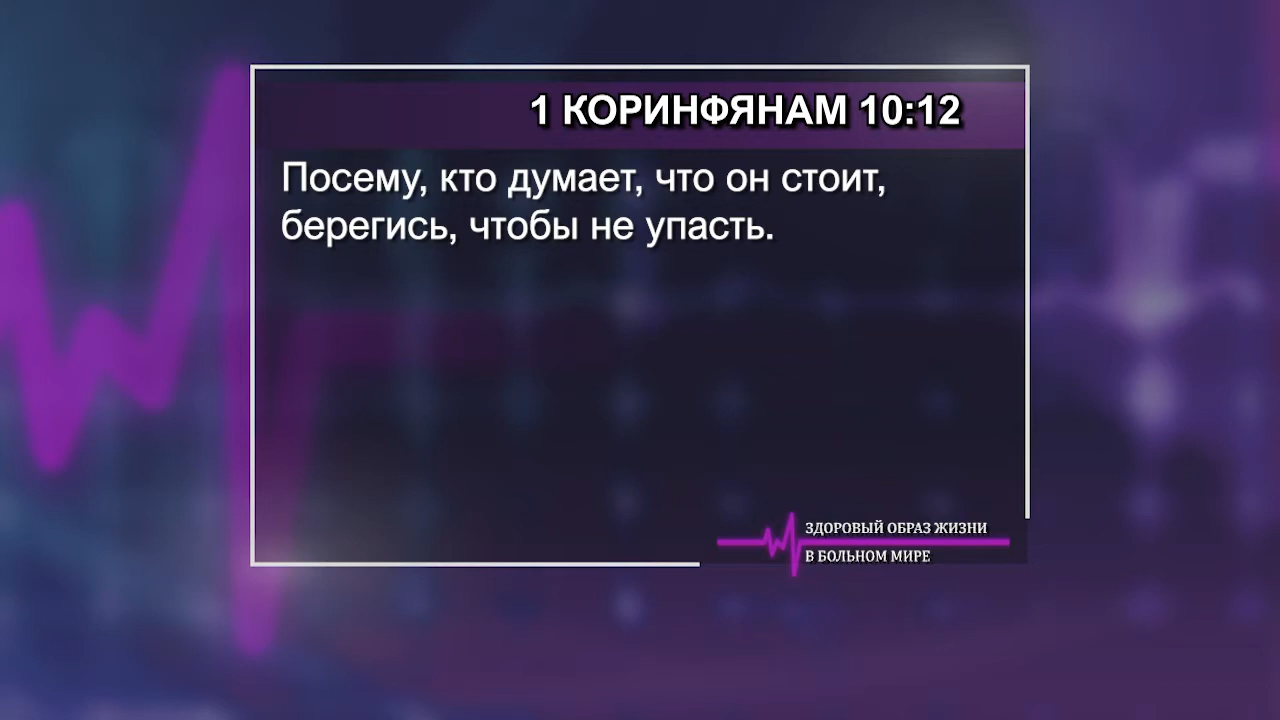 1 КОРИНФЯНАМ 10:12
Посему, кто думает, что он стоит,
берегись, чтобы не упасть.
ЗДОРОВЫЙ ОБРАЗ ЖИЗНИ
В БОЛЬНОМ МИРЕ